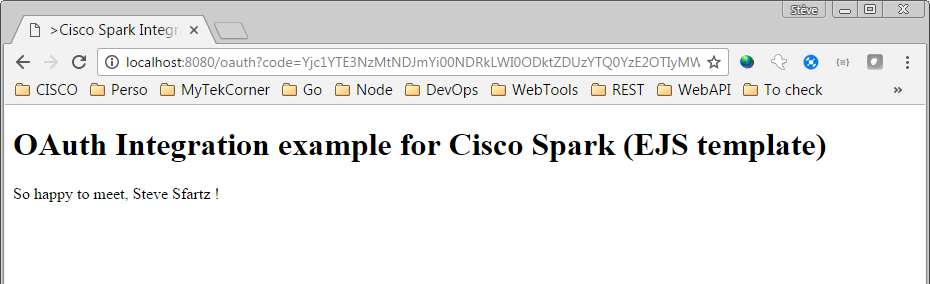 Stève
>Cisco Spark Integr
localhost:8080/oauth?code=Yjc1YTE3NzMtNDJmYi00NDRkLWI0ODktZDUzYTQ0YzE2OTIyMW
CISCO Perso MyTekCorner Go Node DevOps WebTools REST WebAPI To check »
OAuth Integration example for Cisco Spark (EJS template)
So happy to meet, Steve Sfartz !